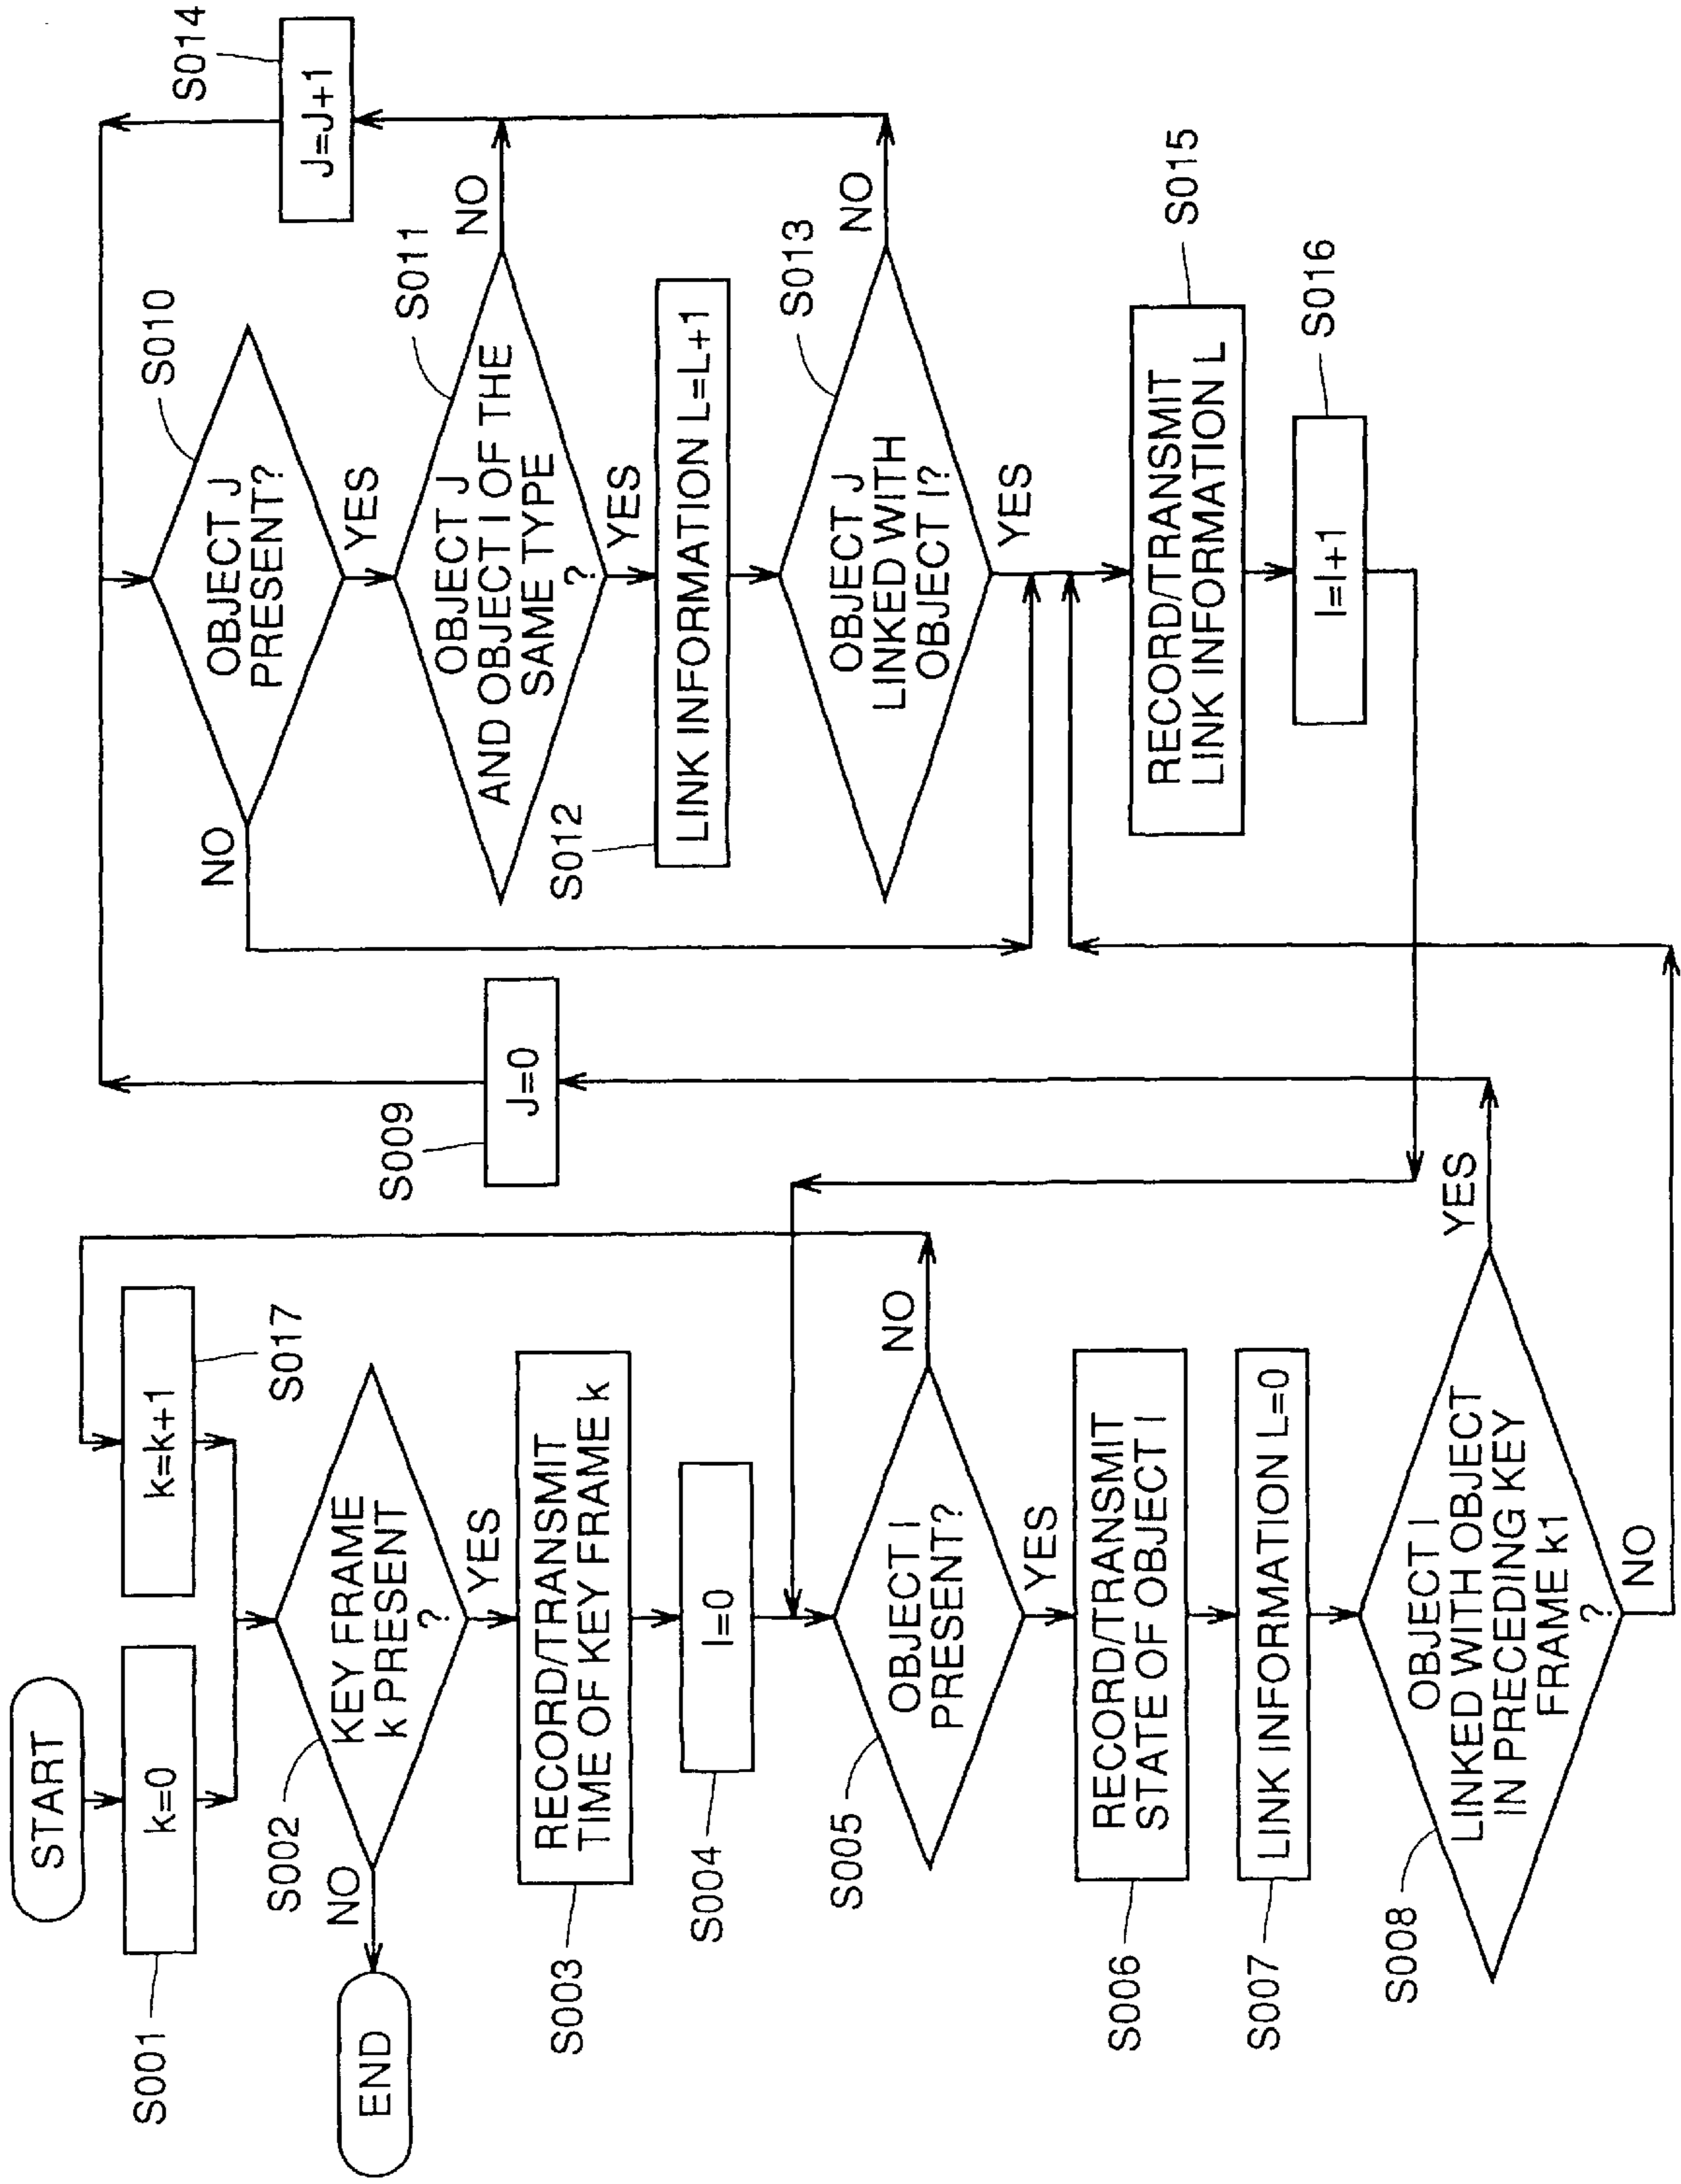 START
k=0
S001
k=k+1
S017
KEY FRAME
k PRESENT
?
S002
NO
END
YES
RECORD/TRANSMIT
TIME OF KEY FRAME k
S003
I=0
S004
OBJECT I
PRESENT?
S005
NO
YES
RECORD/TRANSMIT
STATE OF OBJECT I
S006
LINK INFORMATION L=0
S007
OBJECT I
LINKED WITH OBJECT
IN PRECEDING KEY
FRAME k1
?
S008
YES
NO
J=0
S009
OBJECT J
PRESENT?
S010
NO
YES
OBJECT J
AND OBJECT I OF THE
SAME TYPE
?
S011
NO
YES
LINK INFORMATION L=L+1
S012
OBJECT J
LINKED WITH
OBJECT I?
S013
NO
YES
J=J+1
S014
RECORD/TRANSMIT
LINK INFORMATION L
S015
I=I+1
S016